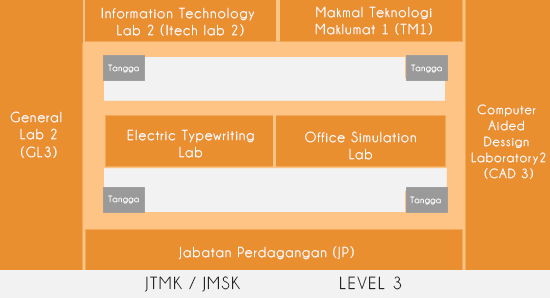 Information Technology
Lab 2 (Itech lab 2)
Makmal Teknologi
Maklumat 1 (TM1)
Tangga
Tangga
General
Lab 2
(GL3)
Electric Typewriting
Lab
Office Simulation
Lab
Computer
Aided
Dessign
Laboratory2
(CAD 3)
Tangga
Tangga
Jabatan Perdagangan (JP)
JTMK / JMSK
LEVEL 3